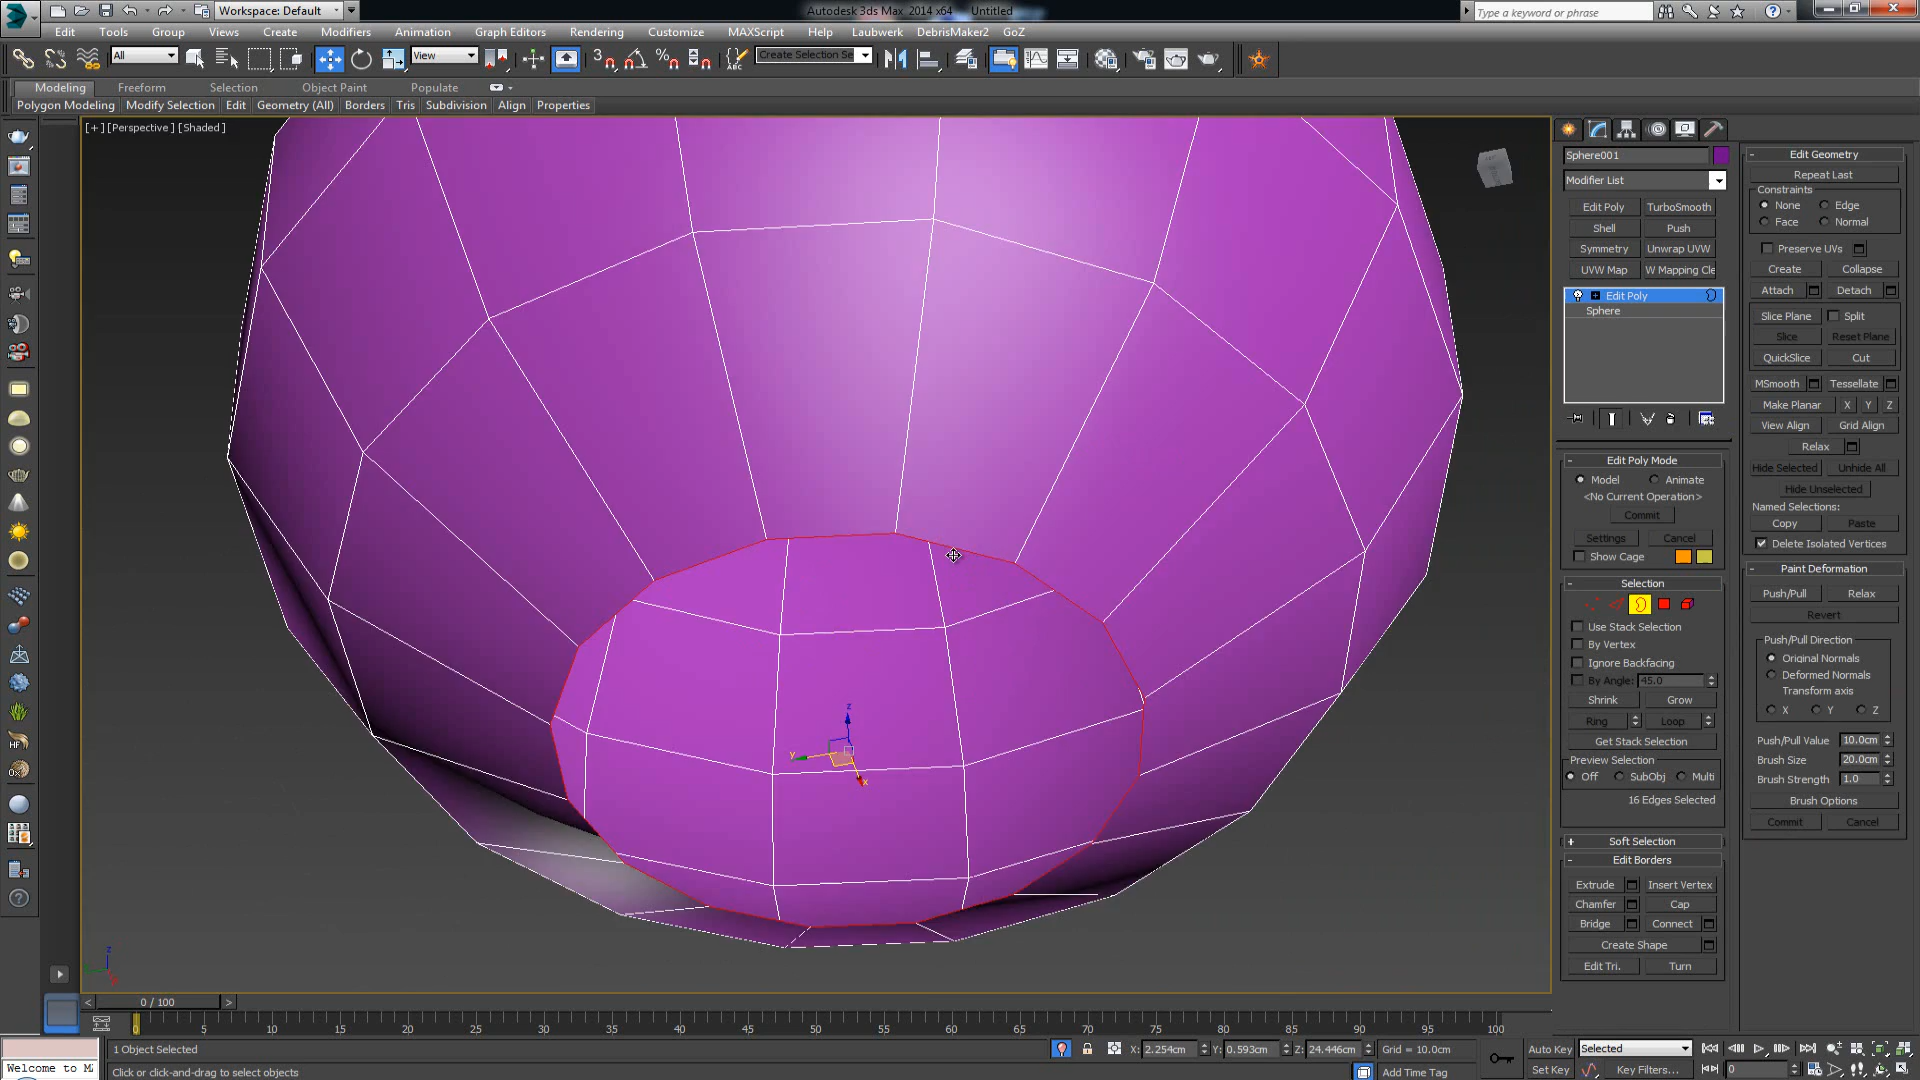 Workspace: Default
Autodesk 3ds Max 2014 x64 Untitled
Type a keyword or phrase
Edit Tools Group Views Create Modifiers Animation Graph Editors Rendering Customize MAXScript Help Laubwerk DebrisMaker2 GoZ
All View Create Selection Se
Modeling Freeform Selection Object Paint Populate
Polygon Modeling Modify Selection Edit Geometry (All) Borders Tris Subdivision Align Properties
[+] [Perspective] [Shaded]
Sphere001
Modifier List
Edit Poly TurboSmooth
Shell Push
Symmetry Unwrap UVW
UVW Map W Mapping Cle
Edit Poly
Sphere
Edit Poly Mode
Model Animate
<No Current Operation>
Commit
Settings Cancel
Show Cage
Selection
Use Stack Selection
By Vertex
Ignore Backfacing
By Angle: 45.0
Shrink Grow
Ring Loop
Get Stack Selection
Preview Selection
Off SubObj Multi
16 Edges Selected
Soft Selection
Edit Borders
Extrude Insert Vertex
Chamfer Cap
Bridge Connect
Create Shape
Edit Tri. Turn
Edit Geometry
Repeat Last
Constraints
None Edge
Face Normal
Preserve UVs
Create Collapse
Attach Detach
Slice Plane Split
Slice Reset Plane
QuickSlice Cut
MSmooth Tessellate
Make Planar X Y Z
View Align Grid Align
Relax
Hide Selected Unhide All
Hide Unselected
Named Selections:
Copy Paste
Delete Isolated Vertices
Paint Deformation
Push/Pull Relax
Revert
Push/Pull Direction
Original Normals
Deformed Normals
Transform axis
X Y Z
Push/Pull Value 10.0cm
Brush Size 20.0cm
Brush Strength 1.0
Brush Options
Commit Cancel
z
y
x
z
0 / 100
0 5 10 15 20 25 30 35 40 45 50 55 60 65 70 75 80 85 90 95 100
1 Object Selected X: 2.254cm Y: 0.593cm Z: 24.446cm Grid = 10.0cm Auto Key Selected
Welcome to M Click or click-and-drag to select objects Add Time Tag Set Key Key Filters... 0